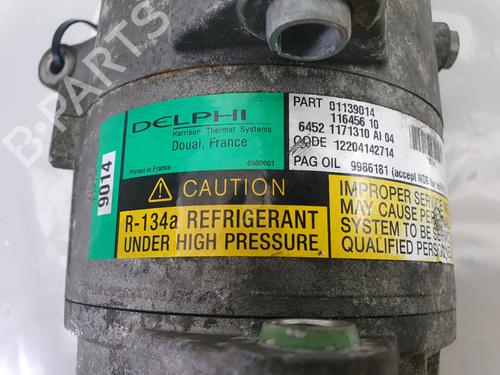 B-PARTS
DELPHI
Harrison Thermal Systems
Douai, France
Printed in France 6560601
9014
CAUTION
R-134a REFRIGERANT
UNDER HIGH PRESSURE
PART 01139014
116456 10
6452 1171310 AI 04
CODE 12204142714
PAG OIL 9986181 (accept ND8
IMPROPER SERVICE
MAY CAUSE
SYSTEM TO BE
QUALIFIED